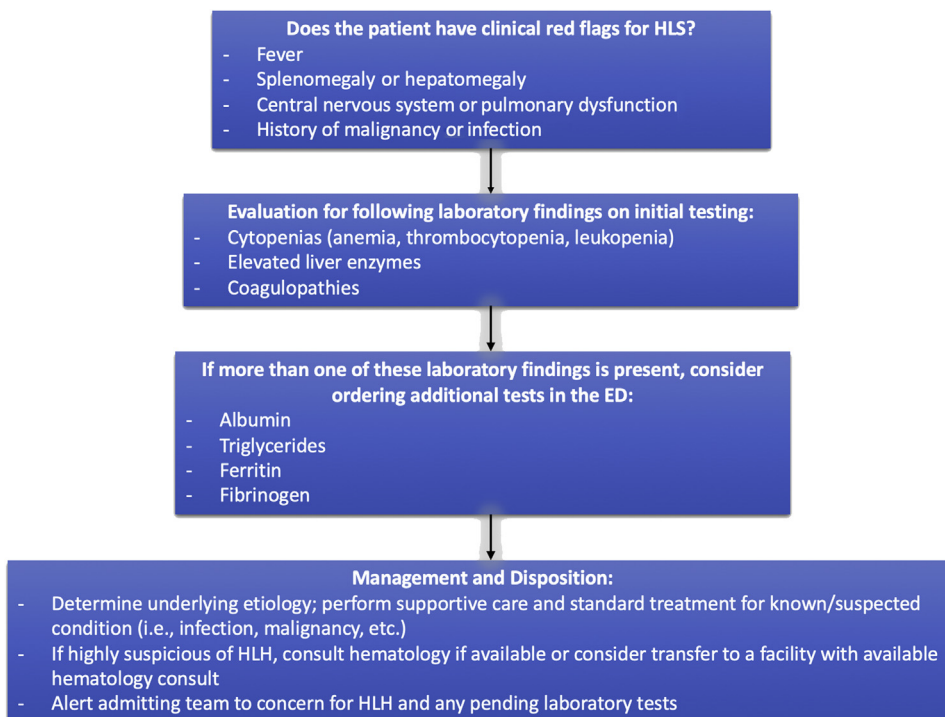 Does the patient have clinical red flags for HLS?
- Fever
- Splenomegaly or hepatomegaly
- Central nervous system or pulmonary dysfunction
- History of malignancy or infection
Evaluation for following laboratory findings on initial testing:
- Cytopenias (anemia, thrombocytopenia, leukopenia)
- Elevated liver enzymes
- Coagulopathies
If more than one of these laboratory findings is present, consider
ordering additional tests in the ED:
- Albumin
- Triglycerides
- Ferritin
- Fibrinogen
Management and Disposition:
- Determine underlying etiology; perform supportive care and standard treatment for known/suspected
condition (i.e., infection, malignancy, etc.)
- If highly suspicious of HLH, consult hematology if available or consider transfer to a facility with available
hematology consult
- Alert admitting team to concern for HLH and any pending laboratory tests